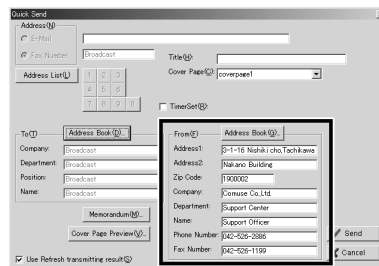 Quick Send
Address(N)
E-Mail
Fax Number Broadcast
Address List(L) 1 2 3
4 5 6
7 8 9 0
Title(H):
Cover Page(C): coverpage1
TimerSet(R):
To(T) Address Book(D)...
Company: Broadcast
Department: Broadcast
Position: Broadcast
Name: Broadcast
Memorandum(M)...
Cover Page Preview(V)...
Use Refresh transmitting result(S)
From(F) Address Book(G)...
Address1: 3-1-16 Nishiki cho,Tachikawa
Address2: Nakano Building
Zip Code: 1900002
Company: Comuse Co.,Ltd.
Department: Support Center
Name: Support Officer
Phone Number: 042-526-2886
Fax Number: 042-526-1199
Send
Cancel